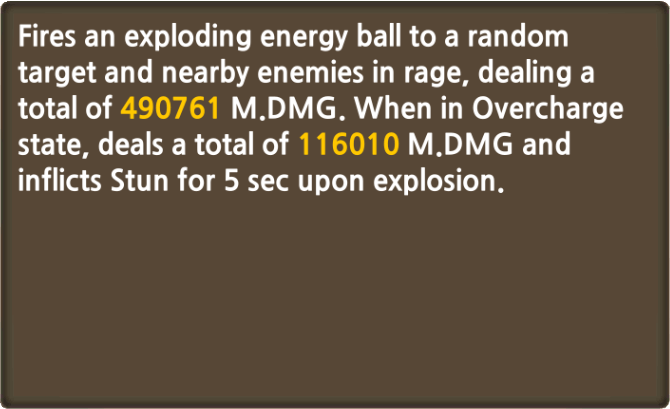 Fires an exploding energy ball to a random
target and nearby enemies in rage, dealing a
total of 490761 M.DMG. When in Overcharge
state, deals a total of 116010 M.DMG and
inflicts Stun for 5 sec upon explosion.